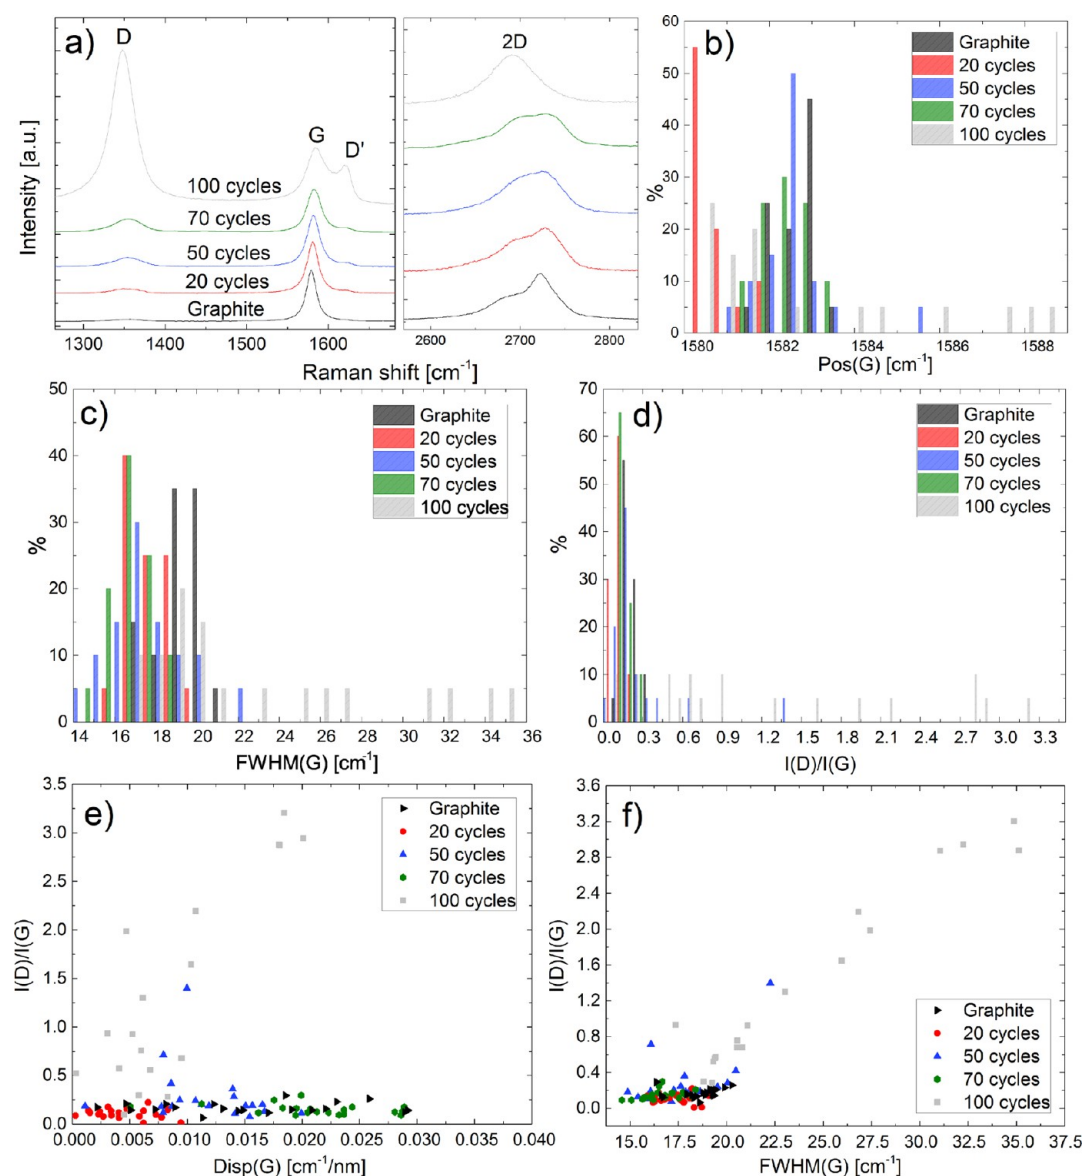 a)
D
2D
G
D'
100 cycles
70 cycles
50 cycles
20 cycles
Graphite
Intensity [a.u.]
1300 1400 1500 1600
2600 2700 2800
Raman shift [cm-1]
b)
Graphite
20 cycles
50 cycles
70 cycles
100 cycles
60
50
40
30
20
10
0
%
1580 1582 1584 1586 1588
Pos(G) [cm-1]
c)
Graphite
20 cycles
50 cycles
70 cycles
100 cycles
50
40
30
20
10
0
%
14 16 18 20 22 24 26 28 30 32 34 36
FWHM(G) [cm-1]
d)
Graphite
20 cycles
50 cycles
70 cycles
100 cycles
70
60
50
40
30
20
10
0
%
0.0 0.3 0.6 0.9 1.2 1.5 1.8 2.1 2.4 2.7 3.0 3.3
I(D)/I(G)
e)
Graphite
20 cycles
50 cycles
70 cycles
100 cycles
3.5
3.0
2.5
2.0
1.5
1.0
0.5
0.0
I(D)/I(G)
0.000 0.005 0.010 0.015 0.020 0.025 0.030 0.035 0.040
Disp(G) [cm-1/nm]
f)
Graphite
20 cycles
50 cycles
70 cycles
100 cycles
3.6
3.2
2.8
2.4
2.0
1.6
1.2
0.8
0.4
0.0
I(D)/I(G)
15.0 17.5 20.0 22.5 25.0 27.5 30.0 32.5 35.0 37.5
FWHM(G) [cm-1]